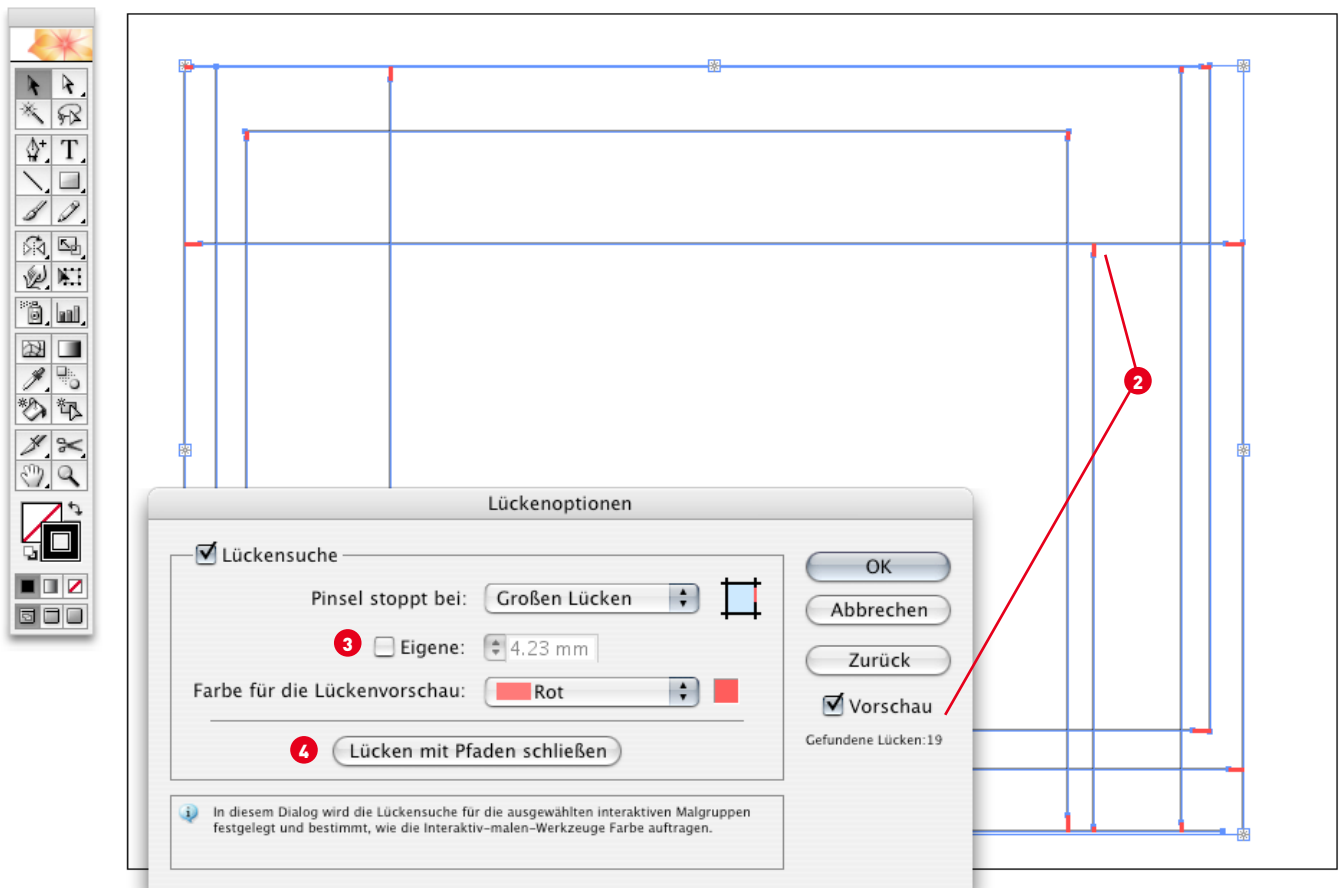 T
2
Lückenoptionen
Lückensuche
OK
Pinsel stoppt bei: Großen Lücken
Abbrechen
3 Eigene: 4.23 mm
Zurück
Farbe für die Lückenvorschau: Rot
Vorschau
Gefundene Lücken:19
4 Lücken mit Pfaden schließen
In diesem Dialog wird die Lückensuche für die ausgewählten interaktiven Malgruppen
festgelegt und bestimmt, wie die Interaktiv-malen-Werkzeuge Farbe auftragen.